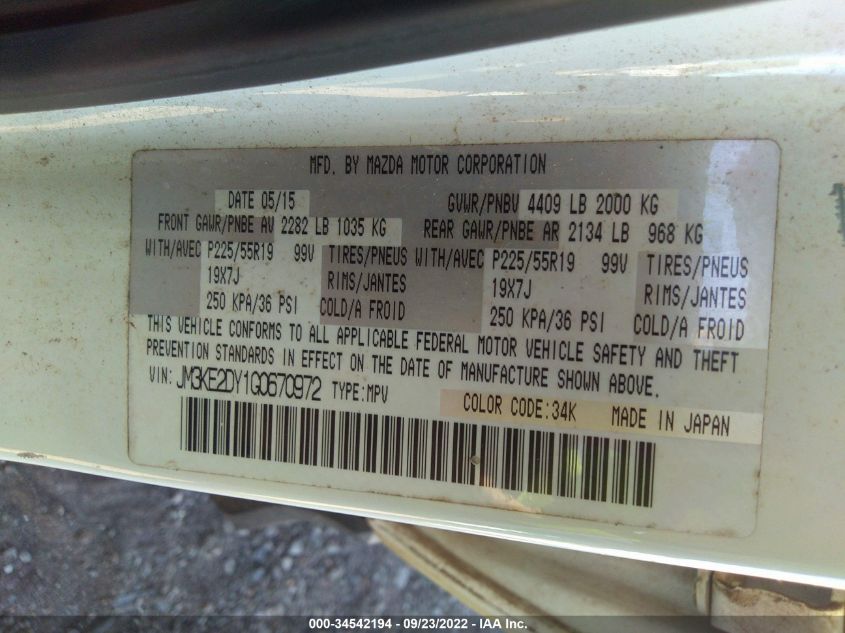 MFD. BY MAZDA MOTOR CORPORATION
DATE 05/15 GVWR/PNBV 4409 LB 2000 KG
FRONT GAWR/PNBE AV 2282 LB 1035 KG REAR GAWR/PNBE AR 2134 LB 968 KG
WITH/AVEC P225/55R19 99V TIRES/PNEUS WITH/AVEC P225/55R19 99V TIRES/PNEUS
19X7J RIMS/JANTES 19X7J RIMS/JANTES
250 KPA/36 PSI COLD/A FROID 250 KPA/36 PSI COLD/A FROID
THIS VEHICLE CONFORMS TO ALL APPLICABLE FEDERAL MOTOR VEHICLE SAFETY AND THEFT
PREVENTION STANDARDS IN EFFECT ON THE DATE OF MANUFACTURE SHOWN ABOVE.
VIN: JM3KE2DY1G0670972 TYPE:MPV
COLOR CODE:34K MADE IN JAPAN
000-34542194 / 09/23/2022 - IAA Inc.